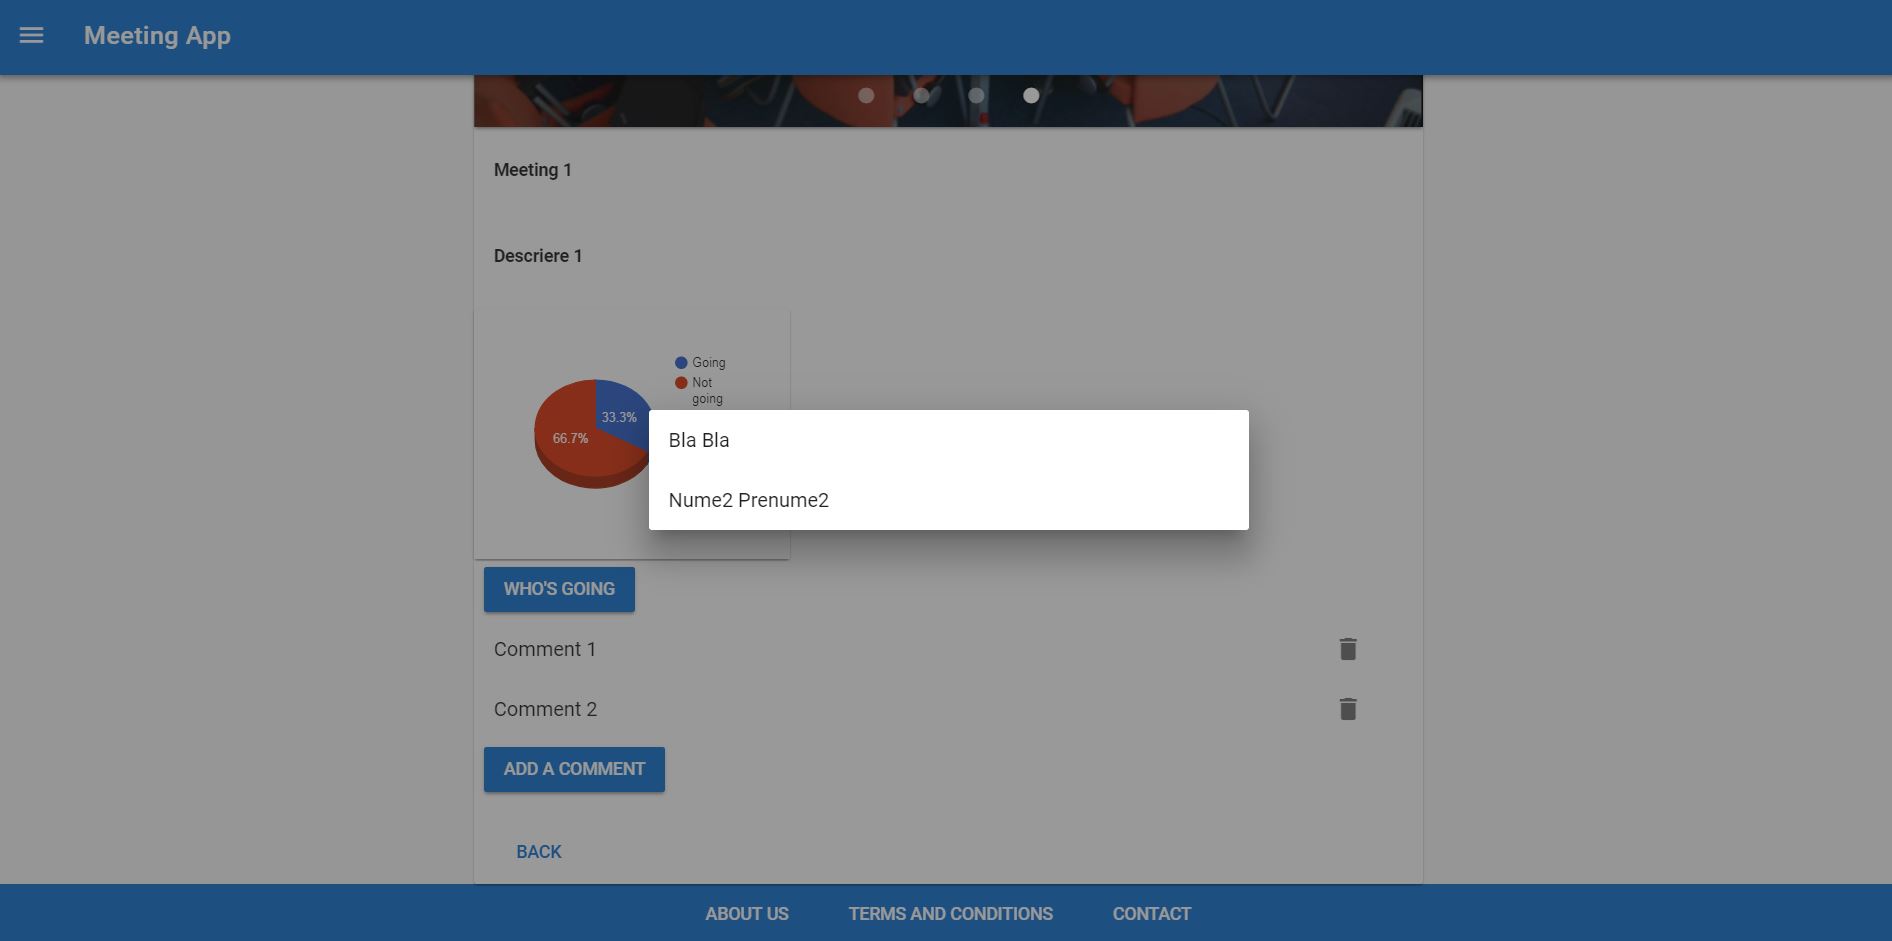 Meeting App
Meeting 1
Descriere 1
Going
Not
going
33.3%
66.7%
Bla Bla
Nume2 Prenume2
WHO'S GOING
Comment 1
Comment 2
ADD A COMMENT
BACK
ABOUT US TERMS AND CONDITIONS CONTACT